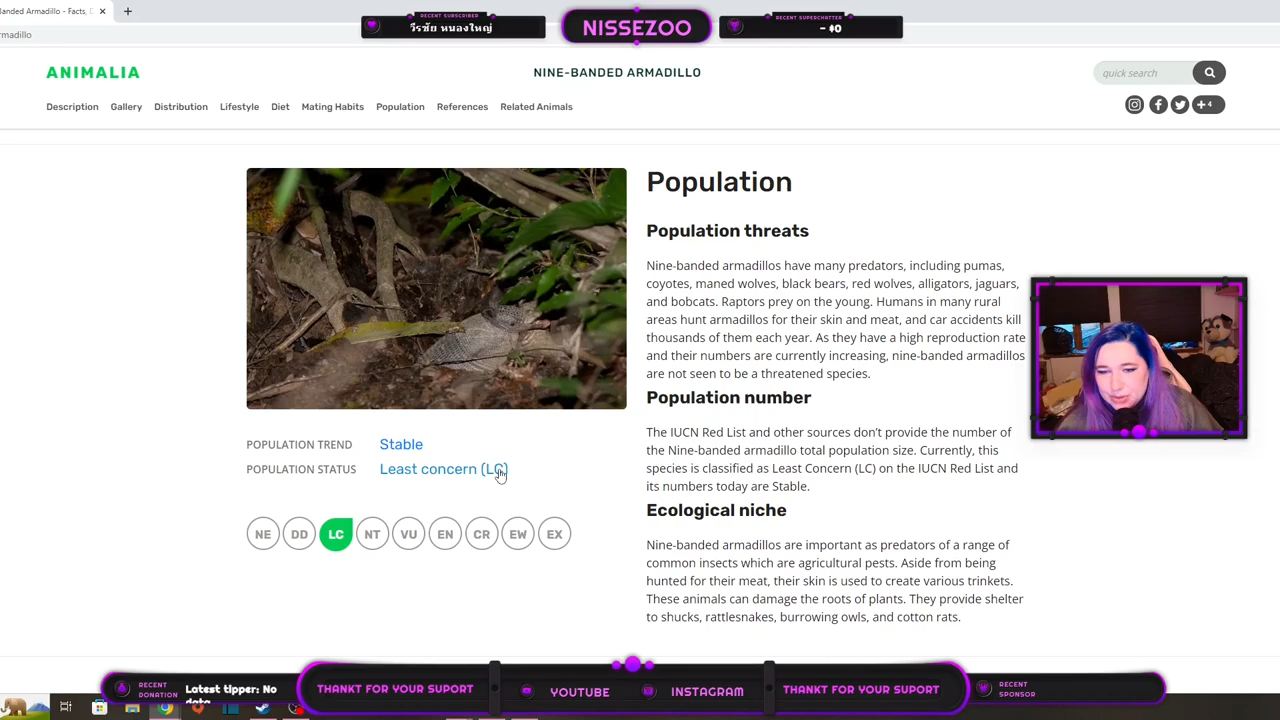 Banded Armadillo - Facts, D
rmadillo
RECENT SUBSCRIBER
วีรชัย หนองใหญ่
NISSEZOO
RECENT SUPERCHATTER
- $0
ANIMALIA
NINE-BANDED ARMADILLO
quick search
Description
Gallery
Distribution
Lifestyle
Diet
Mating Habits
Population
References
Related Animals
+ 4
Population
Population threats
Nine-banded armadillos have many predators, including pumas,
coyotes, maned wolves, black bears, red wolves, alligators, jaguars,
and bobcats. Raptors prey on the young. Humans in many rural
areas hunt armadillos for their skin and meat, and car accidents kill
thousands of them each year. As they have a high reproduction rate
and their numbers are currently increasing, nine-banded armadillos
are not seen to be a threatened species.
Population number
The IUCN Red List and other sources don't provide the number of
the Nine-banded armadillo total population size. Currently, this
species is classified as Least Concern (LC) on the IUCN Red List and
its numbers today are Stable.
Ecological niche
Nine-banded armadillos are important as predators of a range of
common insects which are agricultural pests. Aside from being
hunted for their meat, their skin is used to create various trinkets.
These animals can damage the roots of plants. They provide shelter
to shucks, rattlesnakes, burrowing owls, and cotton rats.
POPULATION TREND
Stable
POPULATION STATUS
Least concern (LC)
NE
DD
LC
NT
VU
EN
CR
EW
EX
RECENT
DONATION
Latest tipper: No
data
THANKT FOR YOUR SUPORT
YOUTUBE
INSTAGRAM
THANKT FOR YOUR SUPORT
RECENT
SPONSOR